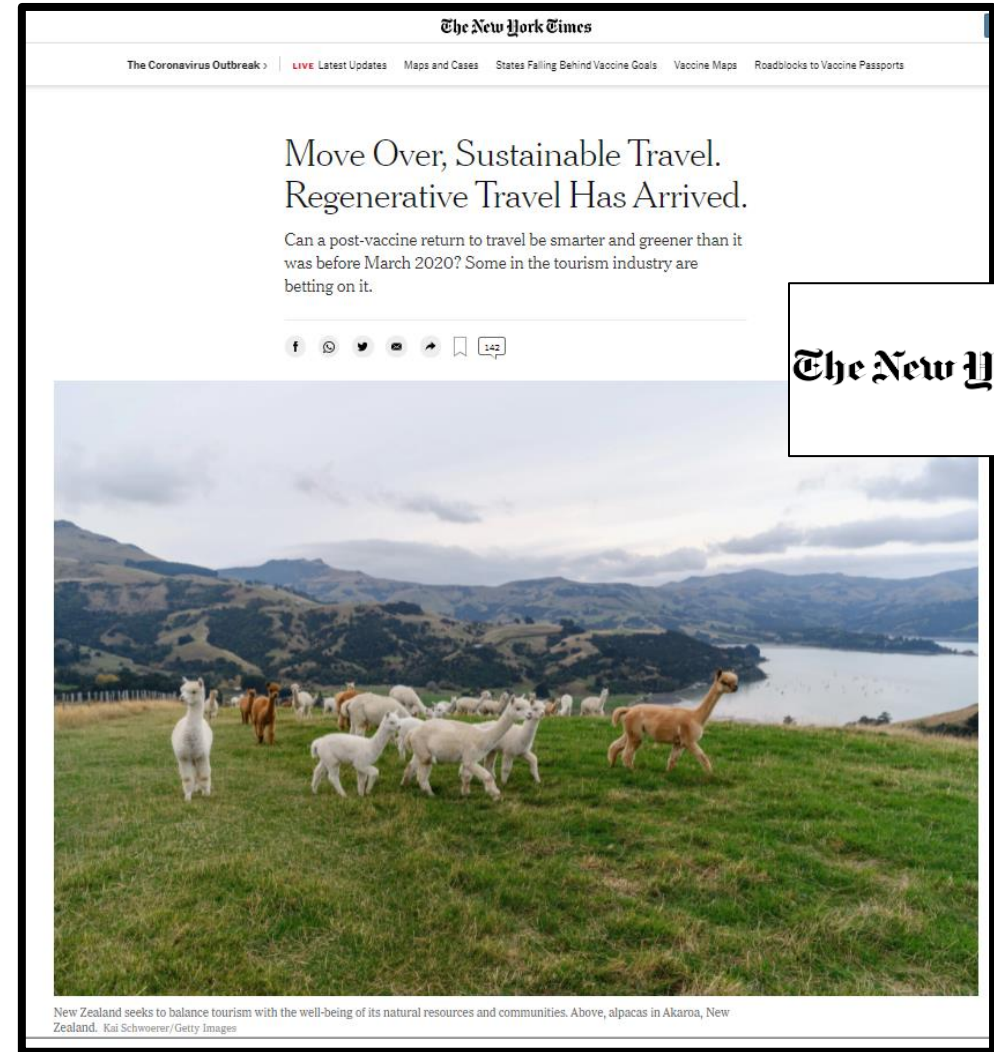 The New York Times
The Coronavirus Outbreak › LIVE Latest Updates Maps and Cases States Falling Behind Vaccine Goals Vaccine Maps Roadblocks to Vaccine Passports
Move Over, Sustainable Travel.
Regenerative Travel Has Arrived.
Can a post-vaccine return to travel be smarter and greener than it
was before March 2020? Some in the tourism industry are
betting on it.
142
The New Y
New Zealand seeks to balance tourism with the well-being of its natural resources and communities. Above, alpacas in Akaroa, New
Zealand. Kai Schwoerer/Getty Images